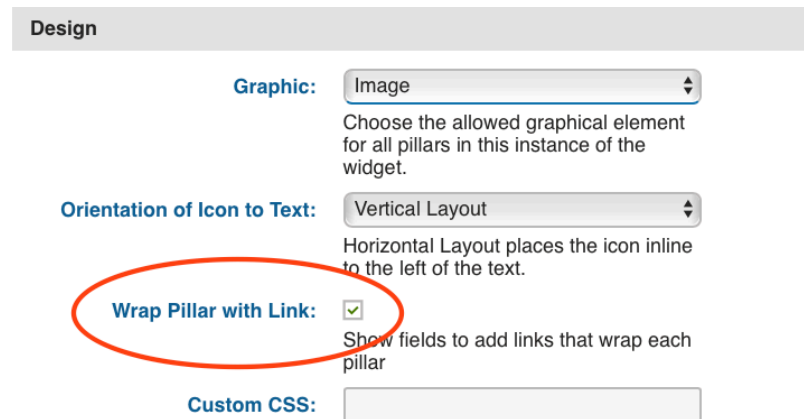 Design
Graphic:
Image
Choose the allowed graphical element
for all pillars in this instance of the
widget.
Orientation of Icon to Text:
Vertical Layout
Horizontal Layout places the icon inline
to the left of the text.
Wrap Pillar with Link:
Show fields to add links that wrap each
pillar
Custom CSS: